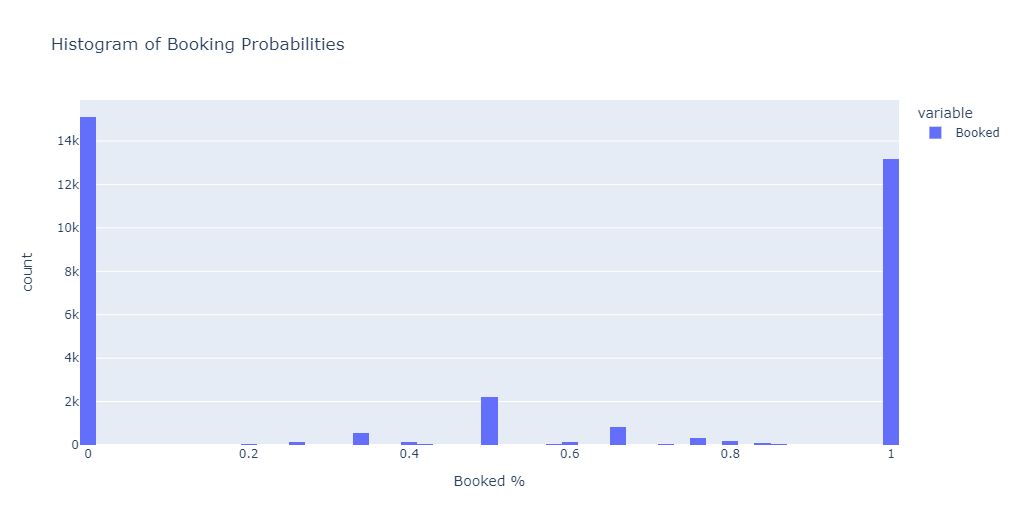 Histogram of Booking Probabilities
variable
Booked
14k
12k
10k
8k
6k
4k
2k
0
count
0 0.2 0.4 0.6 0.8 1
Booked %